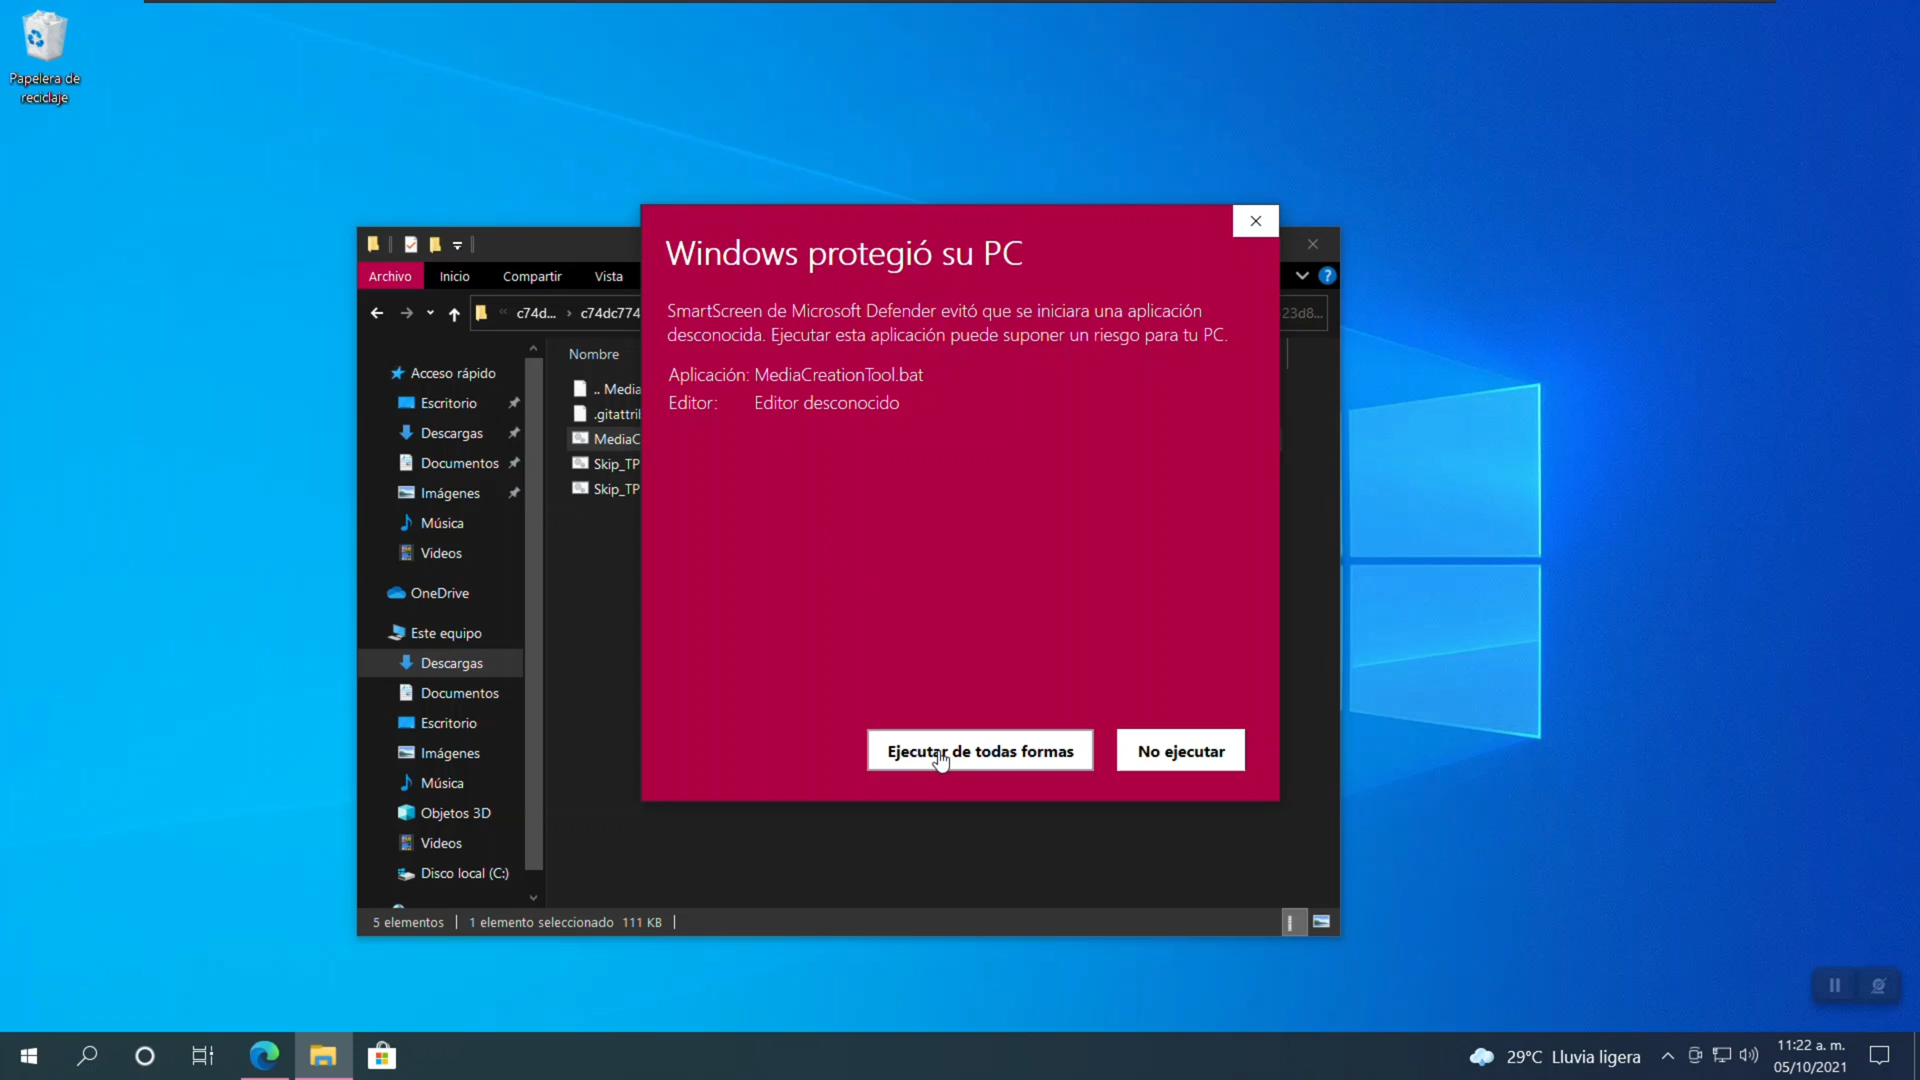 Papelera de
reciclaje
Archivo
Inicio
Compartir
Vista
c74d...
c74dc774
23d8...
Nombre
.. Media
.gitattril
MediaC
Skip_TP
Skip_TP
Acceso rápido
Escritorio
Descargas
Documentos
Imágenes
Música
Videos
OneDrive
Este equipo
Descargas
Documentos
Escritorio
Imágenes
Música
Objetos 3D
Videos
Disco local (C:)
5 elementos
1 elemento seleccionado 111 KB
Windows protegió su PC
SmartScreen de Microsoft Defender evitó que se iniciara una aplicación
desconocida. Ejecutar esta aplicación puede suponer un riesgo para tu PC.
Aplicación: MediaCreationTool.bat
Editor: Editor desconocido
Ejecutar de todas formas
No ejecutar
29°C Lluvia ligera
11:22 a. m.
05/10/2021